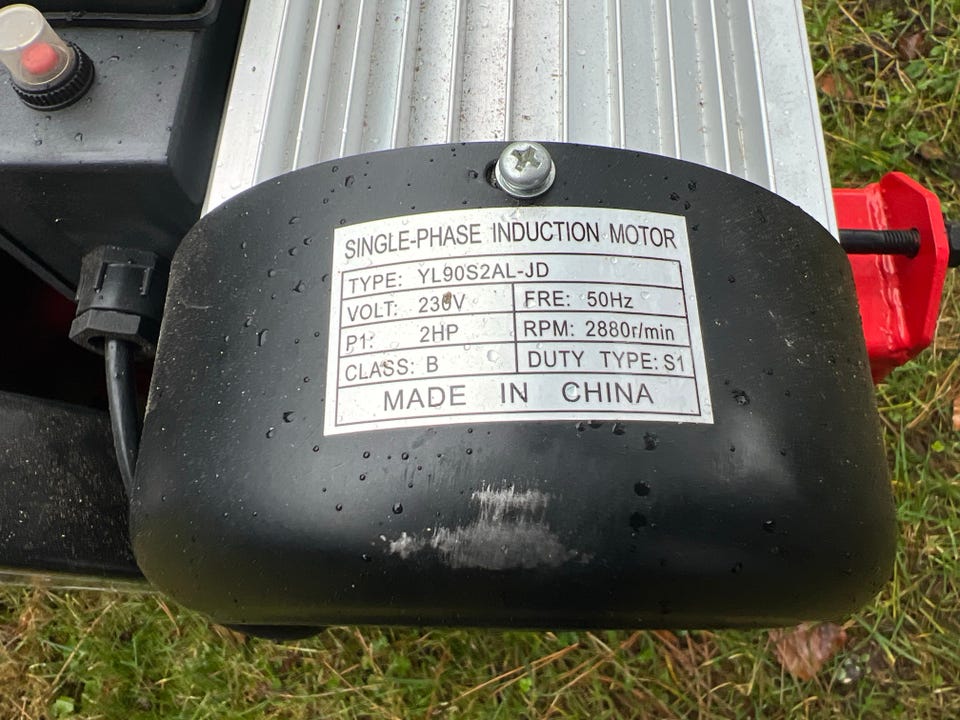 SINGLE-PHASE INDUCTION MOTOR
TYPE: YL90S2AL-JD
VOLT: 230V FRE: 50Hz
P1: 2HP RPM: 2880r/min
CLASS: B DUTY TYPE: S1
MADE IN CHINA